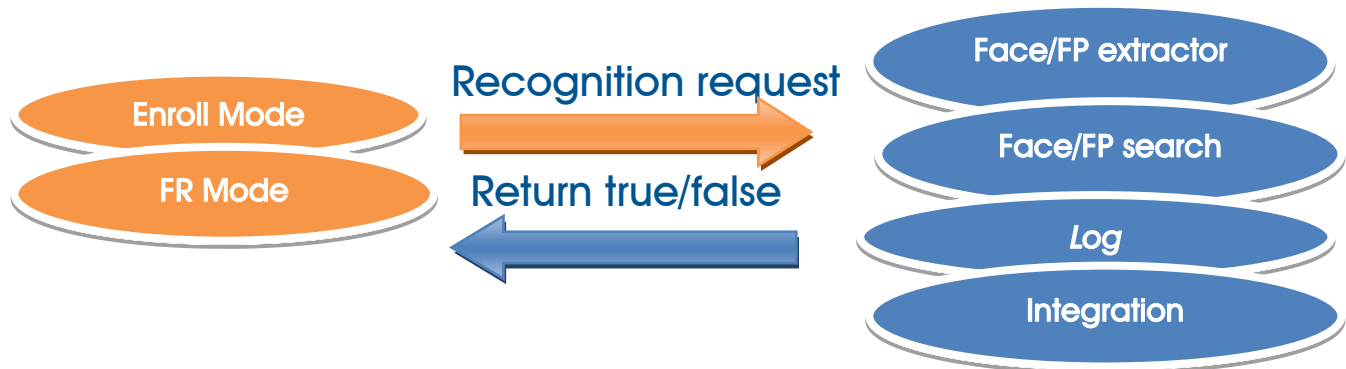 Enroll Mode
FR Mode
Recognition request
Return true/false
Face/FP extractor
Face/FP search
Log
Integration